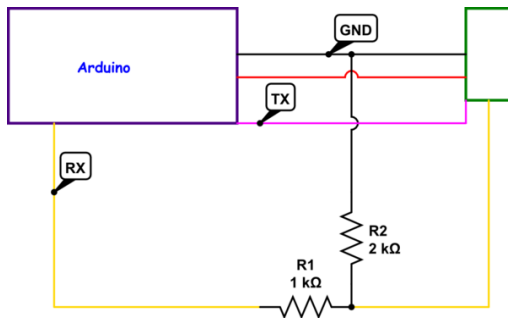 GND
Arduino
TX
RX
R2
2 kΩ
R1
1 kΩ